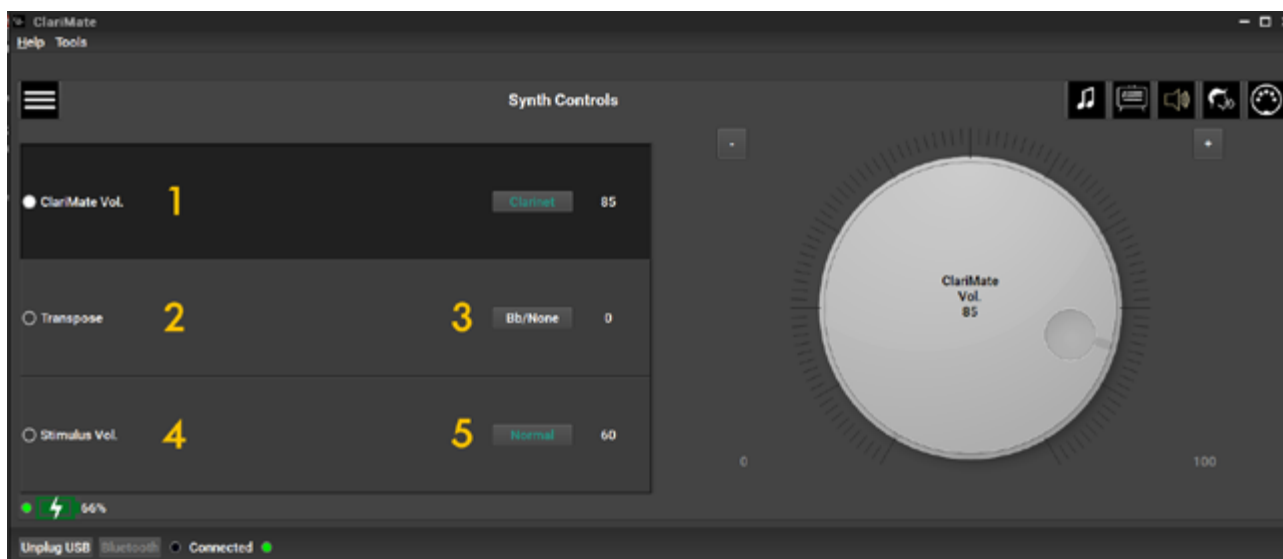 ClariMate
Help Tools
Synth Controls
- +
ClariMate Vol. 1 Clarinet 85
ClariMate
Vol.
85
Transpose 2 3 Bb/None 0
Stimulus Vol. 4 5 Normal 60
0 100
66%
Unplug USB Bluetooth Connected